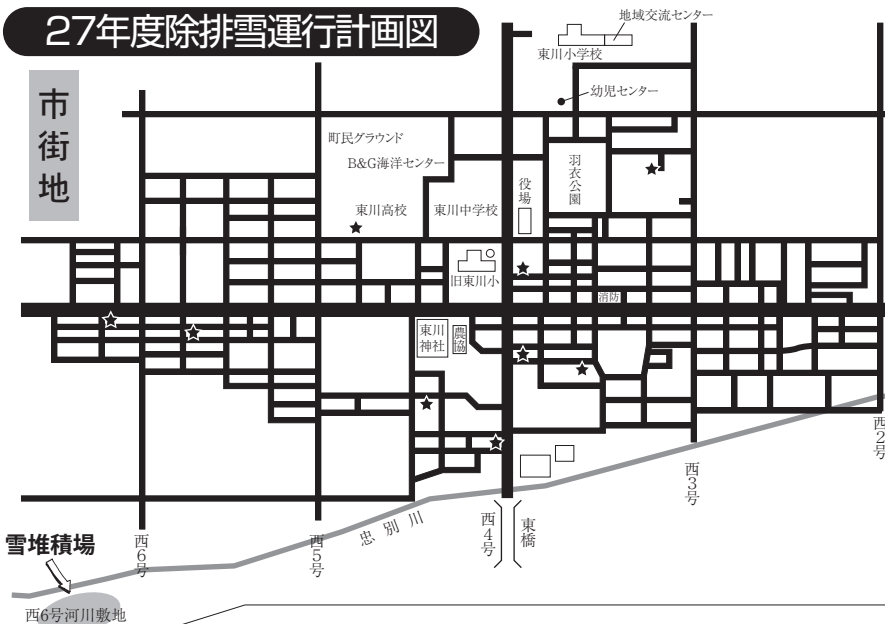 27年度除排雪運行計画図
市街地
地域交流センター
東川小学校
幼児センター
町民グラウンド
B&G海洋センター
羽衣公園
役場
東川高校
東川中学校
旧東川小
消防
東川神社
農協
西2号
西3号
西4号
東橋
忠別川
西5号
西6号
雪堆積場
西6号河川敷地